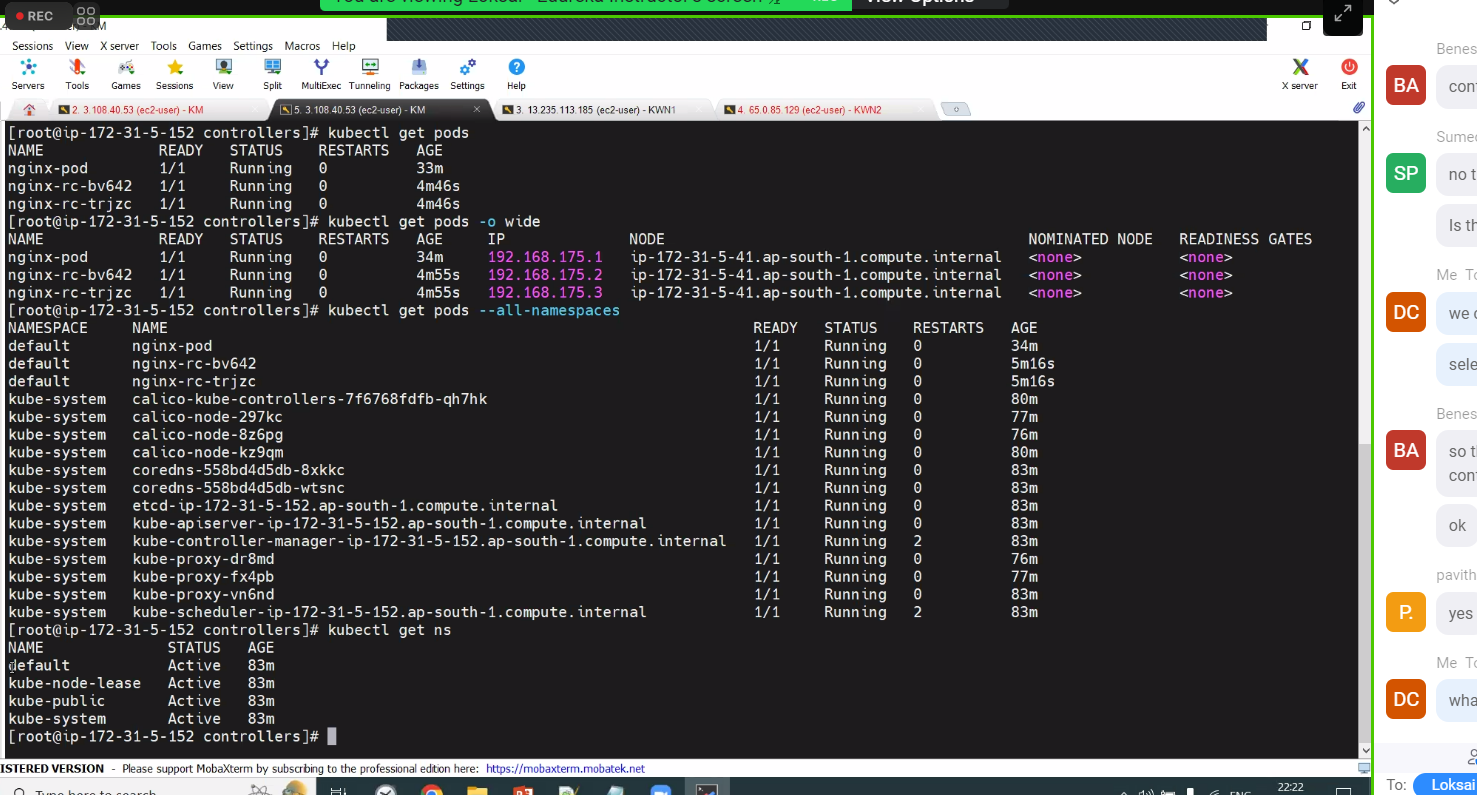 REC
Sessions View X server Tools Games Settings Macros Help
Servers Tools Games Sessions View Split MultiExec Tunneling Packages Settings Help X server Exit
2. 3.108.40.53 (ec2-user) - KM 5. 3.108.40.53 (ec2-user) - KM 3. 13.235.113.185 (ec2-user) - KWN1 4. 65.0.85.129 (ec2-user) - KWN2
[root@ip-172-31-5-152 controllers]# kubectl get pods
NAME READY STATUS RESTARTS AGE
nginx-pod 1/1 Running 0 33m
nginx-rc-bv642 1/1 Running 0 4m46s
nginx-rc-trjzc 1/1 Running 0 4m46s
[root@ip-172-31-5-152 controllers]# kubectl get pods -o wide
NAME READY STATUS RESTARTS AGE IP NODE NOMINATED NODE READINESS GATES
nginx-pod 1/1 Running 0 34m 192.168.175.1 ip-172-31-5-41.ap-south-1.compute.internal <none> <none>
nginx-rc-bv642 1/1 Running 0 4m55s 192.168.175.2 ip-172-31-5-41.ap-south-1.compute.internal <none> <none>
nginx-rc-trjzc 1/1 Running 0 4m55s 192.168.175.3 ip-172-31-5-41.ap-south-1.compute.internal <none> <none>
[root@ip-172-31-5-152 controllers]# kubectl get pods --all-namespaces
NAMESPACE NAME READY STATUS RESTARTS AGE
default nginx-pod 1/1 Running 0 34m
default nginx-rc-bv642 1/1 Running 0 5m16s
default nginx-rc-trjzc 1/1 Running 0 5m16s
kube-system calico-kube-controllers-7f6768fdfb-qh7hk 1/1 Running 0 80m
kube-system calico-node-297kc 1/1 Running 0 77m
kube-system calico-node-8z6pg 1/1 Running 0 76m
kube-system calico-node-kz9qm 1/1 Running 0 80m
kube-system coredns-558bd4d5db-8xkkc 1/1 Running 0 83m
kube-system coredns-558bd4d5db-wtsnc 1/1 Running 0 83m
kube-system etcd-ip-172-31-5-152.ap-south-1.compute.internal 1/1 Running 0 83m
kube-system kube-apiserver-ip-172-31-5-152.ap-south-1.compute.internal 1/1 Running 0 83m
kube-system kube-controller-manager-ip-172-31-5-152.ap-south-1.compute.internal 1/1 Running 2 83m
kube-system kube-proxy-dr8md 1/1 Running 0 76m
kube-system kube-proxy-fx4pb 1/1 Running 0 77m
kube-system kube-proxy-vn6nd 1/1 Running 0 83m
kube-system kube-scheduler-ip-172-31-5-152.ap-south-1.compute.internal 1/1 Running 2 83m
[root@ip-172-31-5-152 controllers]# kubectl get ns
NAME STATUS AGE
default Active 83m
kube-node-lease Active 83m
kube-public Active 83m
kube-system Active 83m
[root@ip-172-31-5-152 controllers]#
ISTERED VERSION - Please support MobaXterm by subscribing to the professional edition here: https://mobaxterm.mobatek.net
22:22
Benes
BA
cont
Sume
SP
no t
Is th
Me To
DC
we
sele
Benes
BA
so t
cont
ok
pavith
P.
yes
Me To
DC
wha
To: Loksai